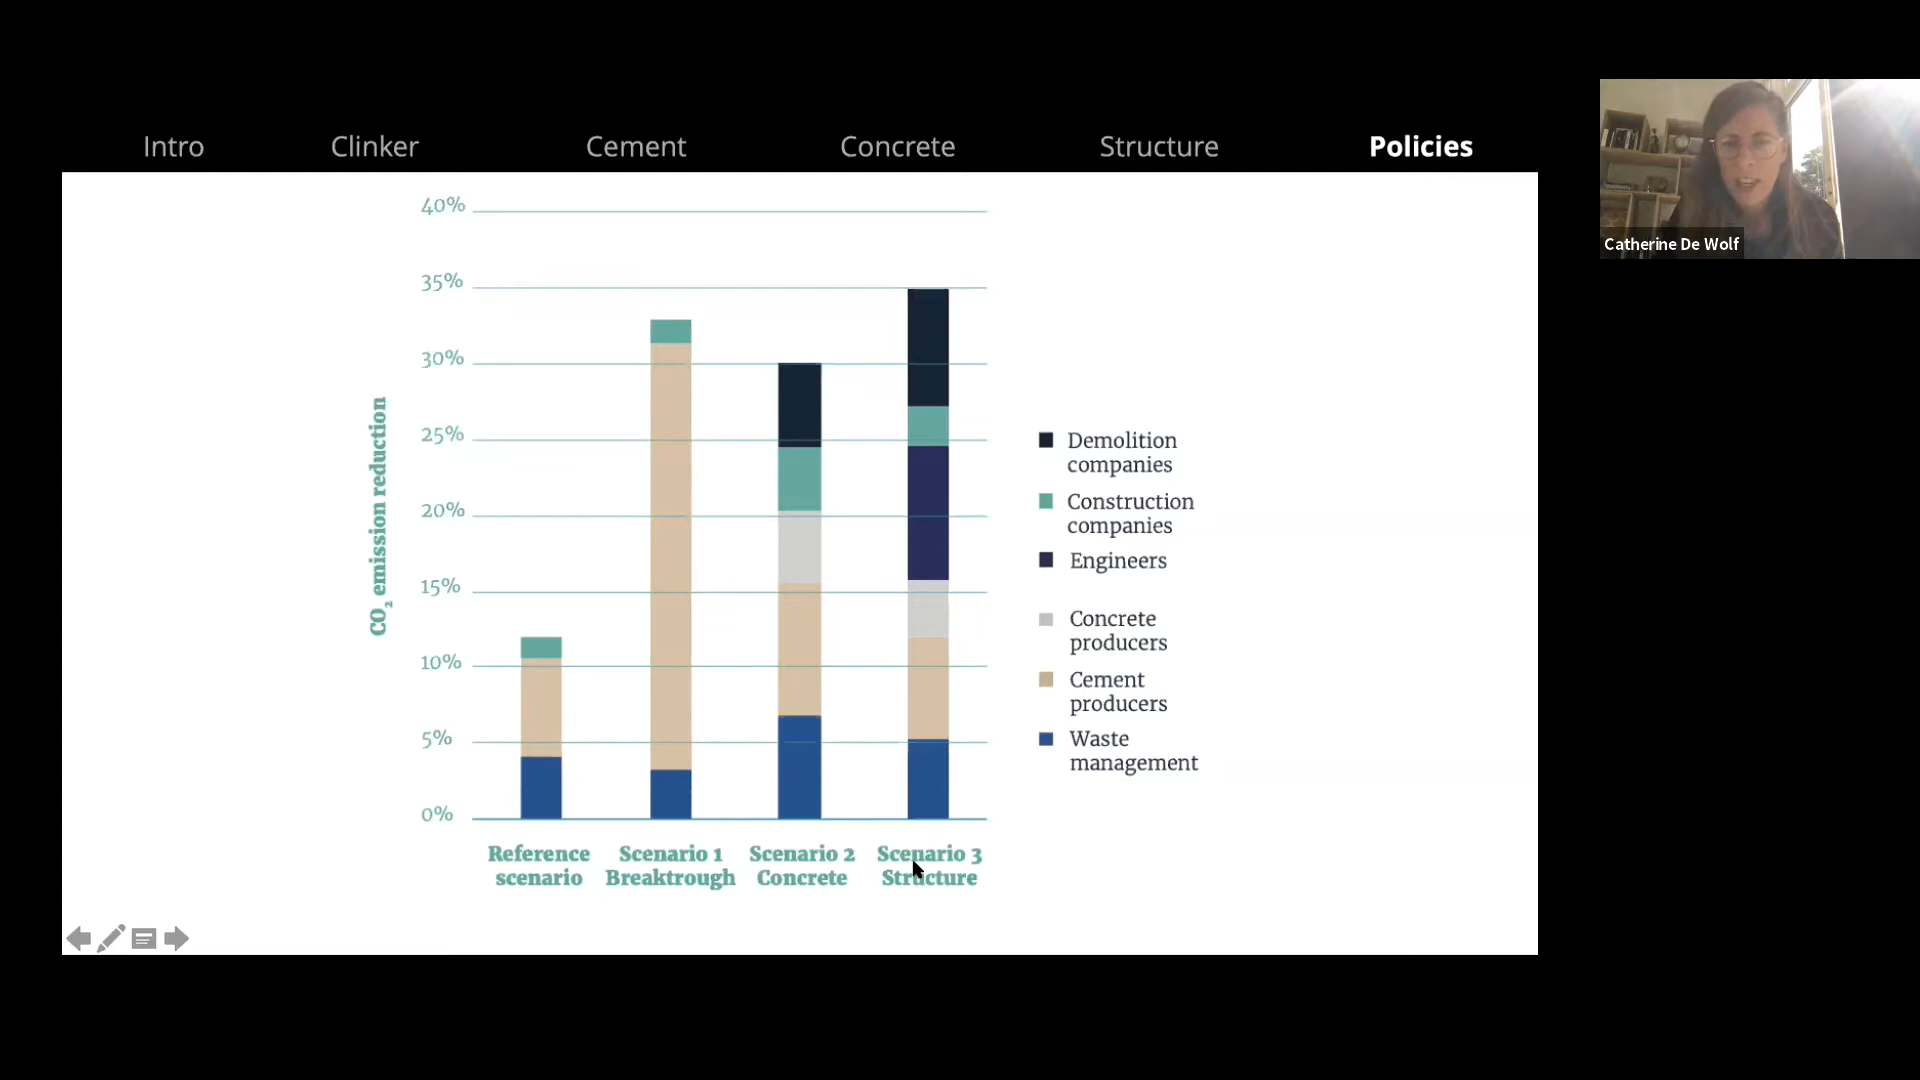 Intro Clinker Cement Concrete Structure Policies
Catherine De Wolf
40%
35%
30%
25%
20%
15%
10%
5%
0%
CO2 emission reduction
Reference scenario
Scenario 1 Breaktrough
Scenario 2 Concrete
Scenario 3 Structure
Demolition
companies
Construction
companies
Engineers
Concrete
producers
Cement
producers
Waste
management